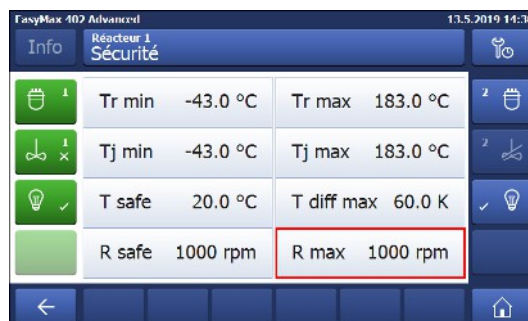 EasyMax 402 Advanced 13.5.2019 14:38
Info
Réacteur 1
Sécurité
1 Tr min -43.0 °C Tr max 183.0 °C 2
1 Tj min -43.0 °C Tj max 183.0 °C 2
T safe 20.0 °C T diff max 60.0 K
R safe 1000 rpm R max 1000 rpm